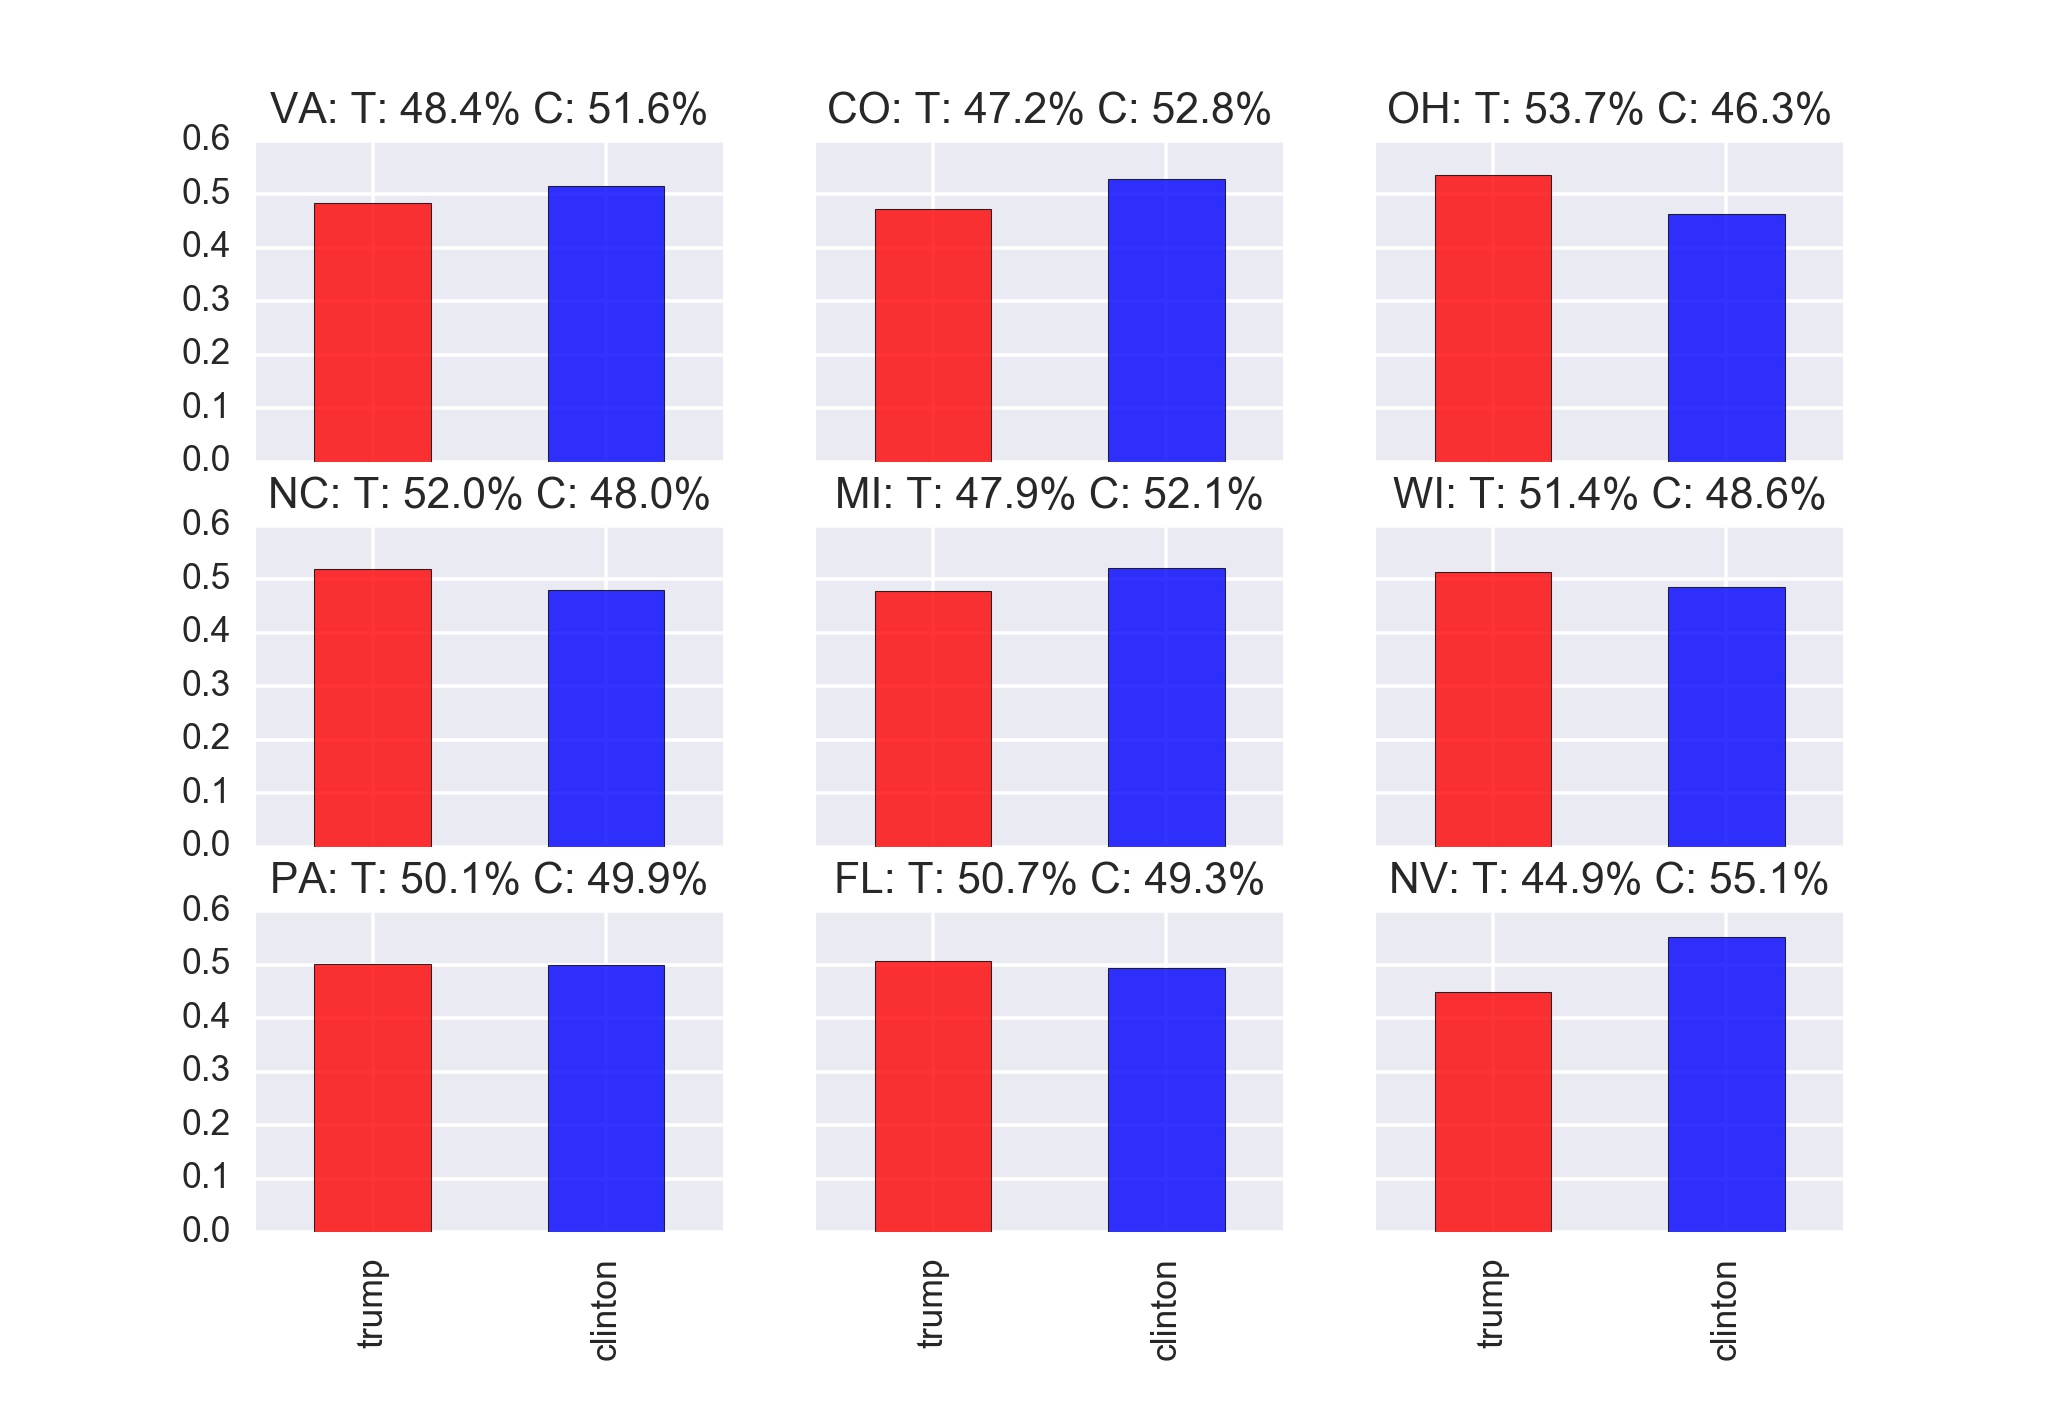 VA: T: 48.4% C: 51.6%
CO: T: 47.2% C: 52.8%
OH: T: 53.7% C: 46.3%
0.6
0.5
0.4
0.3
0.2
0.1
0.0
NC: T: 52.0% C: 48.0%
MI: T: 47.9% C: 52.1%
WI: T: 51.4% C: 48.6%
0.6
0.5
0.4
0.3
0.2
0.1
0.0
PA: T: 50.1% C: 49.9%
FL: T: 50.7% C: 49.3%
NV: T: 44.9% C: 55.1%
0.6
0.5
0.4
0.3
0.2
0.1
0.0
trump
clinton
trump
clinton
trump
clinton